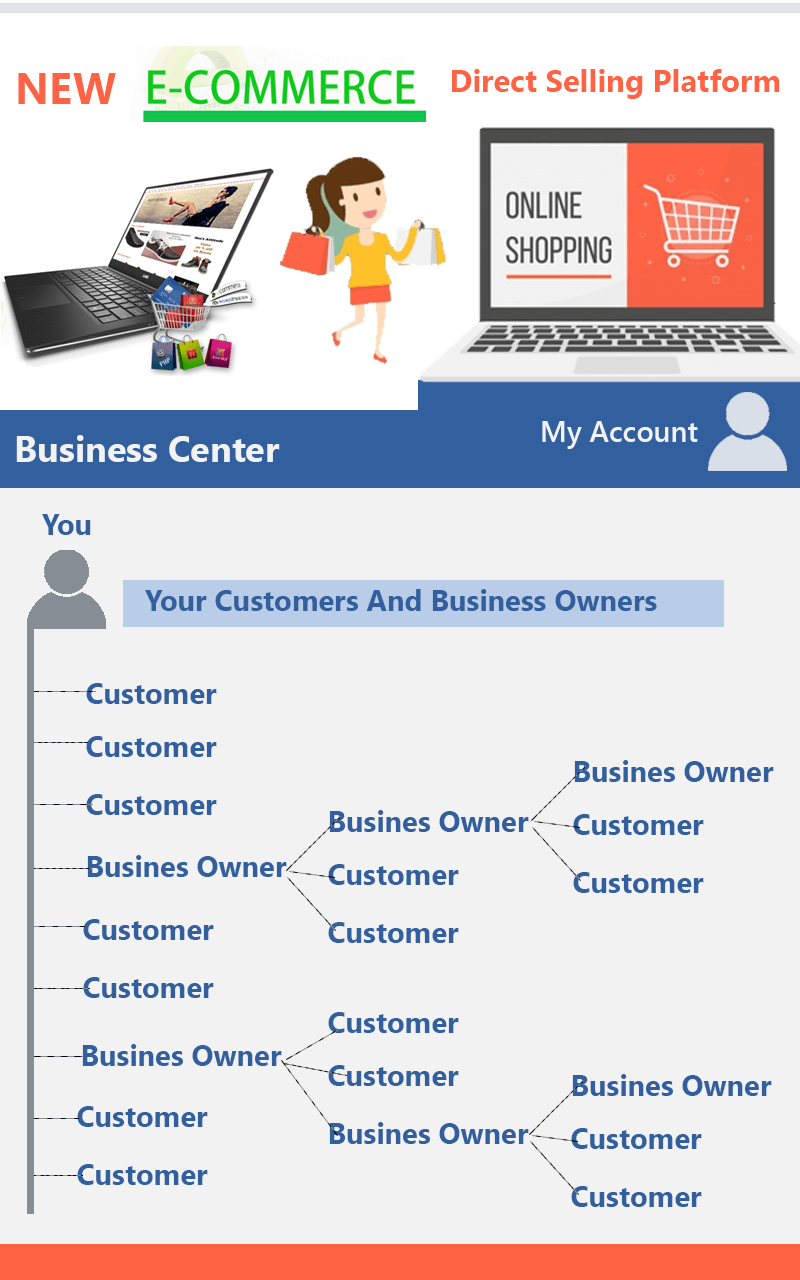 NEW E-COMMERCE Direct Selling Platform
ONLINE
SHOPPING
Business Center
My Account
You
Your Customers And Business Owners
Customer
Customer
Customer
Busines Owner
Customer
Customer
Busines Owner
Customer
Customer
Busines Owner
Customer
Customer
Customer
Customer
Busines Owner
Busines Owner
Customer
Customer
Busines Owner
Customer
Customer